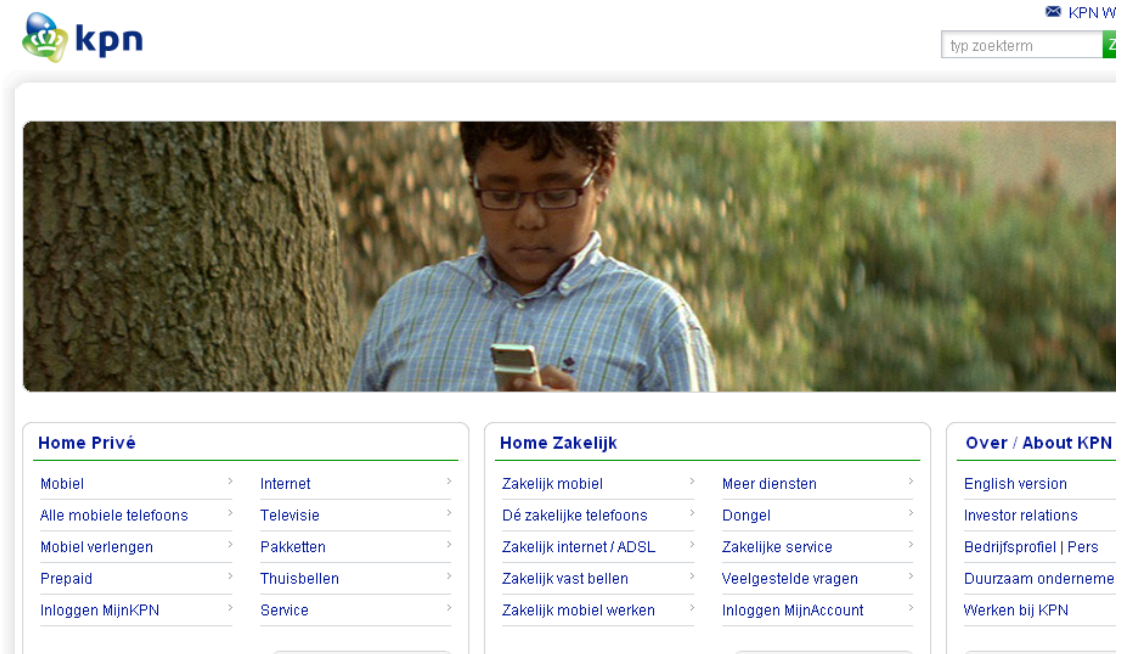 KPN W
kpn
typ zoekterm
Z
Home Privé
Mobiel
Alle mobiele telefoons
Mobiel verlengen
Prepaid
Inloggen MijnKPN
Internet
Televisie
Pakketten
Thuisbellen
Service
Home Zakelijk
Zakelijk mobiel
Dé zakelijke telefoons
Zakelijk internet / ADSL
Zakelijk vast bellen
Zakelijk mobiel werken
Meer diensten
Dongel
Zakelijke service
Veelgestelde vragen
Inloggen MijnAccount
Over / About KPN
English version
Investor relations
Bedrijfsprofiel | Pers
Duurzaam onderneme
Werken bij KPN